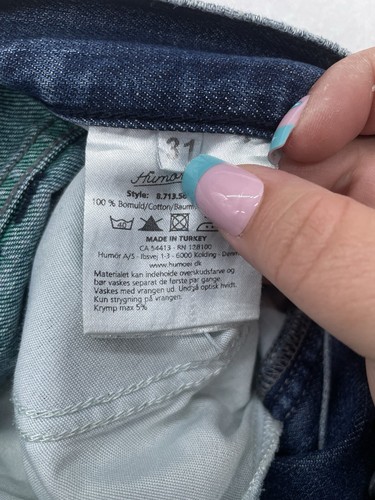 31
Humör
Style: 8.713.5
100 % Bomuld/Cotton/Baum
40
MADE IN TURKEY
CA 54413 - RN 128100
Humör A/S - Ibsvej 1-3 - 6000 Kolding
www.humoer.dk
Materialet kan indeholde overskudsfarve og
bør vaskes separat de første par gange.
Vaskes med vrangen ud. Undgå optisk hvidt.
Kun strygning på vrangen.
Krymp max 5%